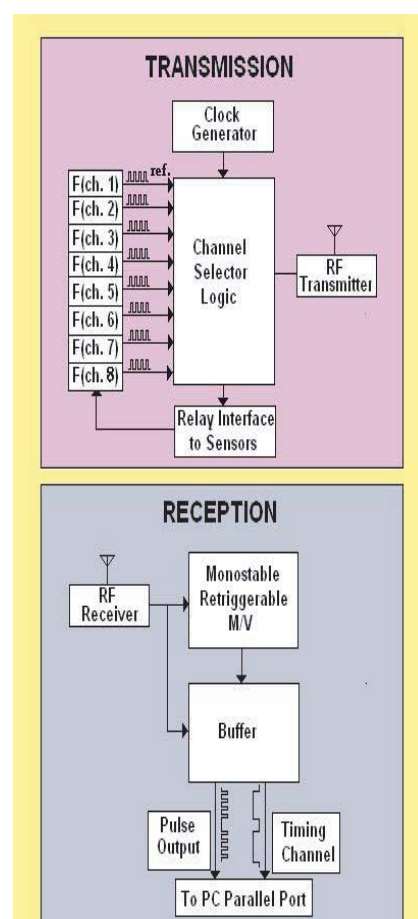 TRANSMISSION
Clock
Generator
F(ch. 1)
ref.
F(ch. 2)
F(ch. 3)
F(ch. 4)
F(ch. 5)
F(ch. 6)
F(ch. 7)
F(ch. 8)
Channel
Selector
Logic
RF
Transmitter
Relay Interface
to Sensors
RECEPTION
RF
Receiver
Monostable
Retriggerable
M/V
Buffer
Pulse
Output
Timing
Channel
To PC Parallel Port